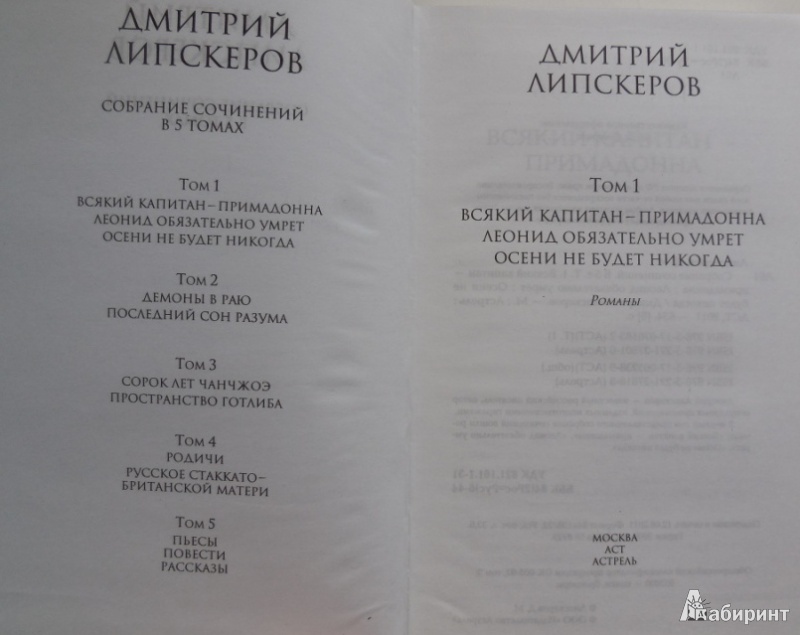 ДМИТРИЙ
ЛИПСКЕРОВ
СОБРАНИЕ СОЧИНЕНИЙ
В 5 ТОМАХ
Том 1
ВСЯКИЙ КАПИТАН – ПРИМАДОННА
ЛЕОНИД ОБЯЗАТЕЛЬНО УМРЕТ
ОСЕНИ НЕ БУДЕТ НИКОГДА
Том 2
ДЕМОНЫ В РАЮ
ПОСЛЕДНИЙ СОН РАЗУМА
Том 3
СОРОК ЛЕТ ЧАНЧЖОЭ
ПРОСТРАНСТВО ГОТЛИБА
Том 4
РОДИЧИ
РУССКОЕ СТАККАТО–
БРИТАНСКОЙ МАТЕРИ
Том 5
ПЬЕСЫ
ПОВЕСТИ
РАССКАЗЫ
ДМИТРИЙ
ЛИПСКЕРОВ
Том 1
ВСЯКИЙ КАПИТАН – ПРИМАДОННА
ЛЕОНИД ОБЯЗАТЕЛЬНО УМРЕТ
ОСЕНИ НЕ БУДЕТ НИКОГДА
Романы
МОСКВА
АСТ
АСТРЕЛЬ
Лабиринт